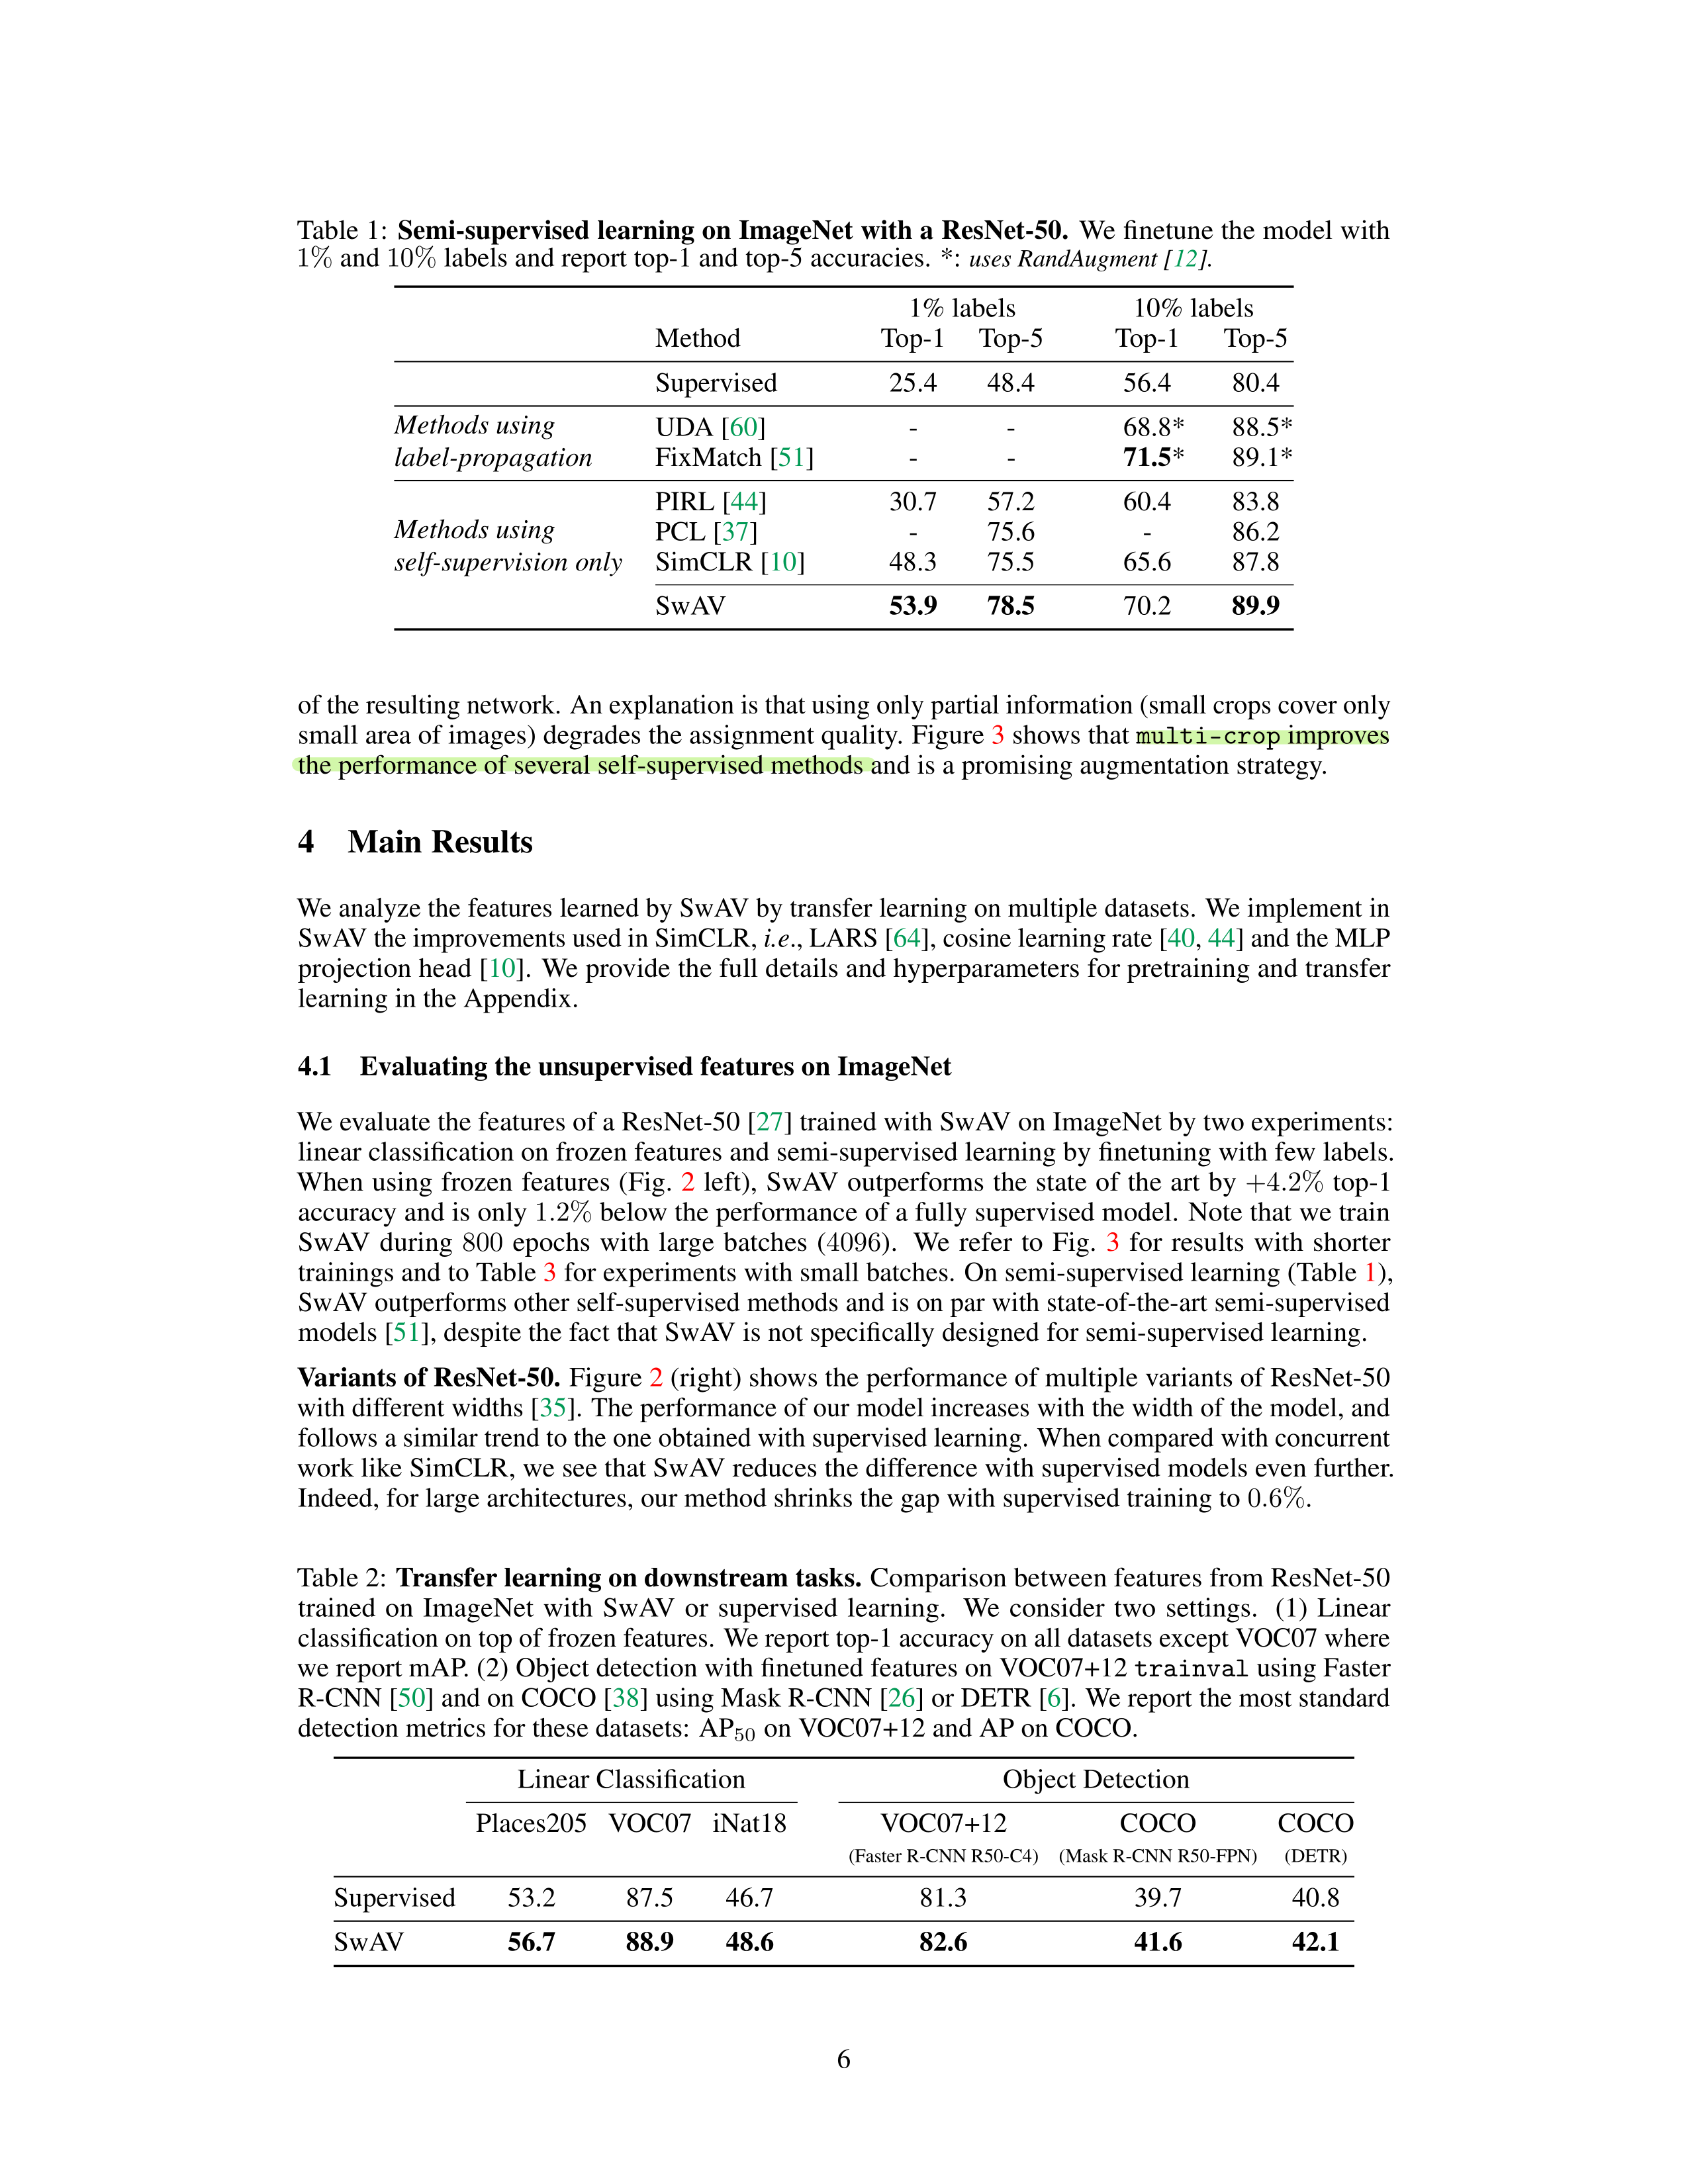 Table 1: Semi-supervised learning on ImageNet with a ResNet-50. We finetune the model with
1% and 10% labels and report top-1 and top-5 accuracies. *: uses RandAugment [12].
1% labels 10% labels
Method Top-1 Top-5 Top-1 Top-5
Supervised 25.4 48.4 56.4 80.4
Methods using UDA [60] - - 68.8* 88.5*
label-propagation FixMatch [51] - - 71.5* 89.1*
PIRL [44] 30.7 57.2 60.4 83.8
Methods using PCL [37] - 75.6 - 86.2
self-supervision only SimCLR [10] 48.3 75.5 65.6 87.8
SwAV 53.9 78.5 70.2 89.9
of the resulting network. An explanation is that using only partial information (small crops cover only
small area of images) degrades the assignment quality. Figure 3 shows that multi-crop improves
the performance of several self-supervised methods and is a promising augmentation strategy.
4 Main Results
We analyze the features learned by SwAV by transfer learning on multiple datasets. We implement in
SwAV the improvements used in SimCLR, i.e., LARS [64], cosine learning rate [40, 44] and the MLP
projection head [10]. We provide the full details and hyperparameters for pretraining and transfer
learning in the Appendix.
4.1 Evaluating the unsupervised features on ImageNet
We evaluate the features of a ResNet-50 [27] trained with SwAV on ImageNet by two experiments:
linear classification on frozen features and semi-supervised learning by finetuning with few labels.
When using frozen features (Fig. 2 left), SwAV outperforms the state of the art by +4.2% top-1
accuracy and is only 1.2% below the performance of a fully supervised model. Note that we train
SwAV during 800 epochs with large batches (4096). We refer to Fig. 3 for results with shorter
trainings and to Table 3 for experiments with small batches. On semi-supervised learning (Table 1),
SwAV outperforms other self-supervised methods and is on par with state-of-the-art semi-supervised
models [51], despite the fact that SwAV is not specifically designed for semi-supervised learning.
Variants of ResNet-50. Figure 2 (right) shows the performance of multiple variants of ResNet-50
with different widths [35]. The performance of our model increases with the width of the model, and
follows a similar trend to the one obtained with supervised learning. When compared with concurrent
work like SimCLR, we see that SwAV reduces the difference with supervised models even further.
Indeed, for large architectures, our method shrinks the gap with supervised training to 0.6%.
Table 2: Transfer learning on downstream tasks. Comparison between features from ResNet-50
trained on ImageNet with SwAV or supervised learning. We consider two settings. (1) Linear
classification on top of frozen features. We report top-1 accuracy on all datasets except VOC07 where
we report mAP. (2) Object detection with finetuned features on VOC07+12 trainval using Faster
R-CNN [50] and on COCO [38] using Mask R-CNN [26] or DETR [6]. We report the most standard
detection metrics for these datasets: AP50 on VOC07+12 and AP on COCO.
Linear Classification Object Detection
Places205 VOC07 iNat18 VOC07+12 COCO COCO
(Faster R-CNN R50-C4) (Mask R-CNN R50-FPN) (DETR)
Supervised 53.2 87.5 46.7 81.3 39.7 40.8
SwAV 56.7 88.9 48.6 82.6 41.6 42.1
6